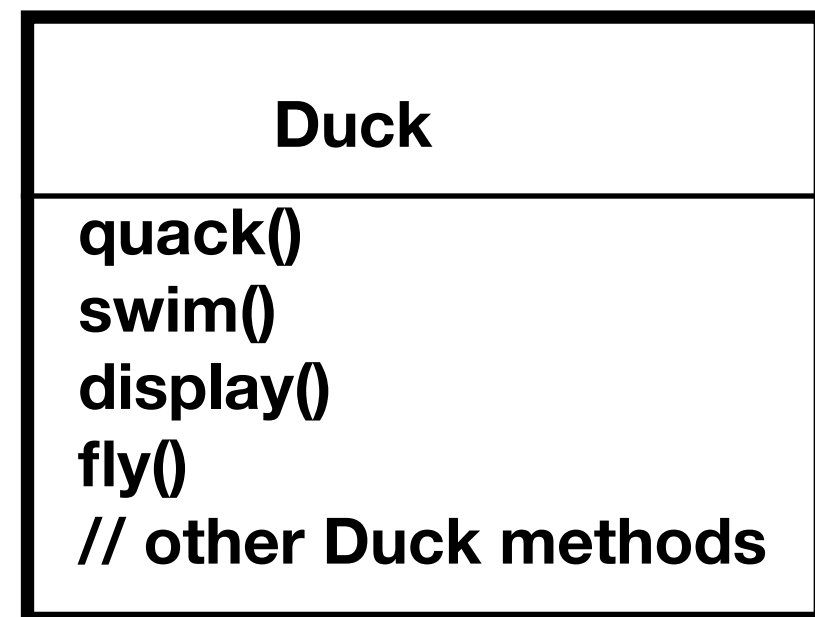 Duck
quack()
swim()
display()
fly()
// other Duck methods